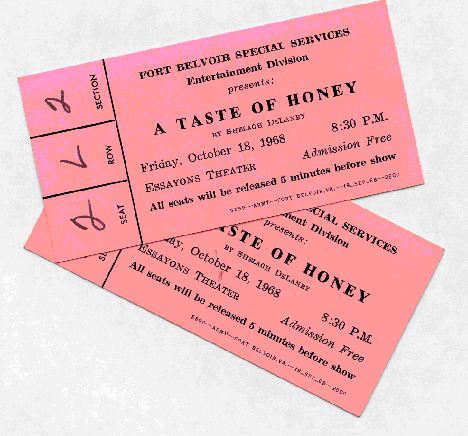 FORT BELVOIR SPECIAL SERVICES
Entertainment Division
presents:
A TASTE OF HONEY
BY SHELAGH DELANEY
8:30 P.M.
Friday, October 18, 1968
Admission Free
ESSAYONS THEATER
All seats will be released 5 minutes before show
SECTION 2
ROW L
SEAT 2
CIAL SERVICES
ment Division
presents:
STE OF HONEY
BY SHELAGH DELANEY
ay, October 18, 1968
8:30 P.M.
ESSAYONS THEATER
Admission Free
All seats will be released 5 minutes before show